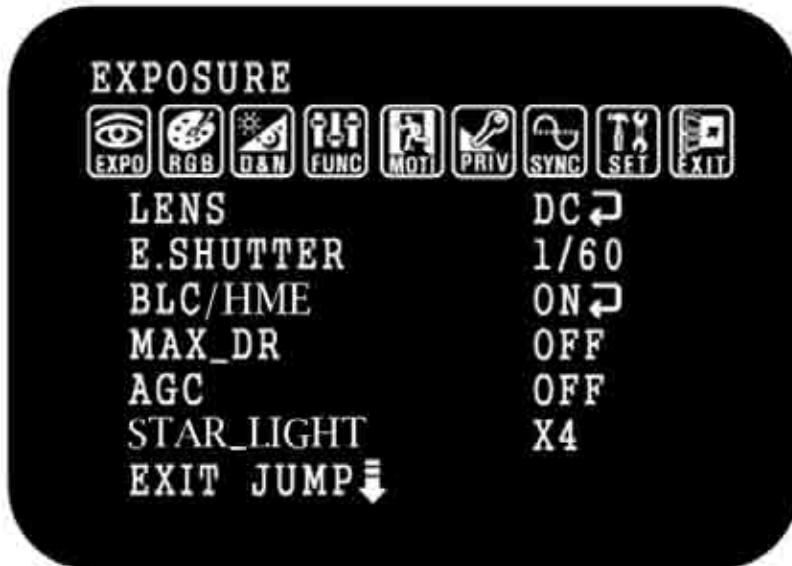 EXPOSURE
EXPO RGB D&N FUNC MOTI PRIV SYNC SET EXIT
LENS DC
E.SHUTTER 1/60
BLC/HME ON
MAX_DR OFF
AGC OFF
STAR_LIGHT X4
EXIT JUMP